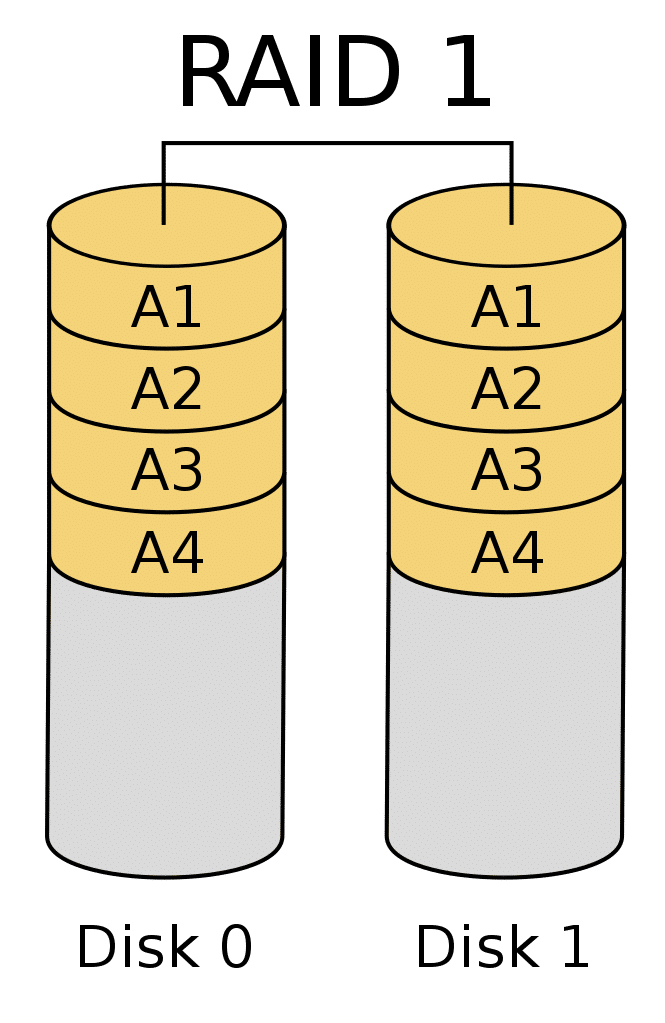 RAID 1
A1 A1
A2 A2
A3 A3
A4 A4
Disk 0 Disk 1